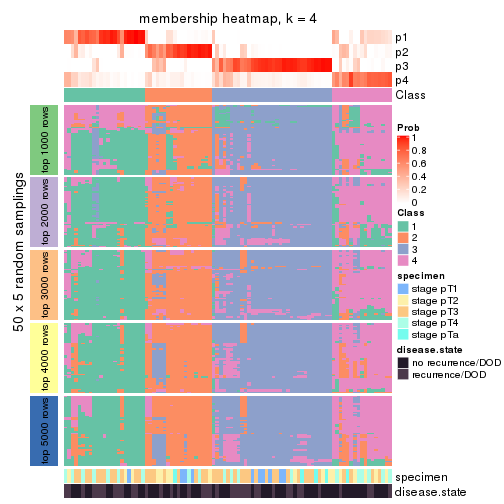 membership heatmap, k = 4
p1
p2
p3
p4
Class
50 x 5 random samplings
top 1000 rows
top 2000 rows
top 3000 rows
top 4000 rows
top 5000 rows
specimen
disease.state
Prob
1
0.8
0.6
0.4
0.2
0
Class
1
2
3
4
specimen
stage pT1
stage pT2
stage pT3
stage pT4
stage pTa
disease.state
no recurrence/DOD
recurrence/DOD